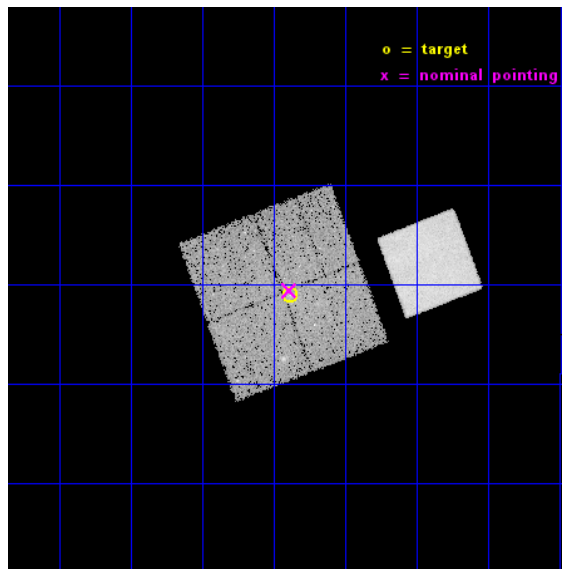 o = target
x = nominal pointing